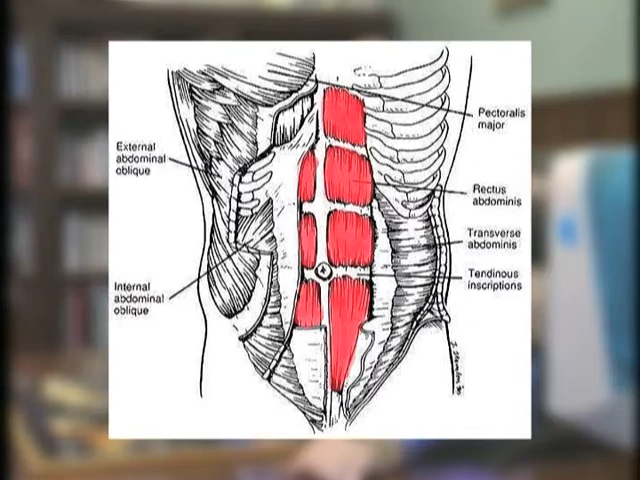 Pectoralis
major
External
abdominal
oblique
Rectus
abdominis
Transverse
abdominis
Tendinous
inscriptions
Internal
abdominal
oblique